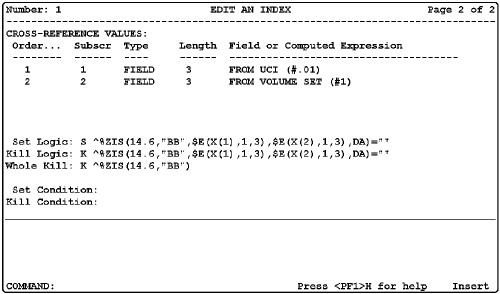 Number: 1 EDIT AN INDEX Page 2 of 2
CROSS-REFERENCE VALUES:
Order... Subscr Type Length Field or Computed Expression
1 1 FIELD 3 FROM UCI (#.01)
2 2 FIELD 3 FROM VOLUME SET (#1)
Set Logic: S ^%ZIS(14.6,"BB",$E(X(1),1,3),$E(X(2),1,3),DA)=""
Kill Logic: K ^%ZIS(14.6,"BB",$E(X(1),1,3),$E(X(2),1,3),DA)=""
Whole Kill: K ^%ZIS(14.6,"BB")
Set Condition:
Kill Condition:
COMMAND: Press <PF1>H for help Insert